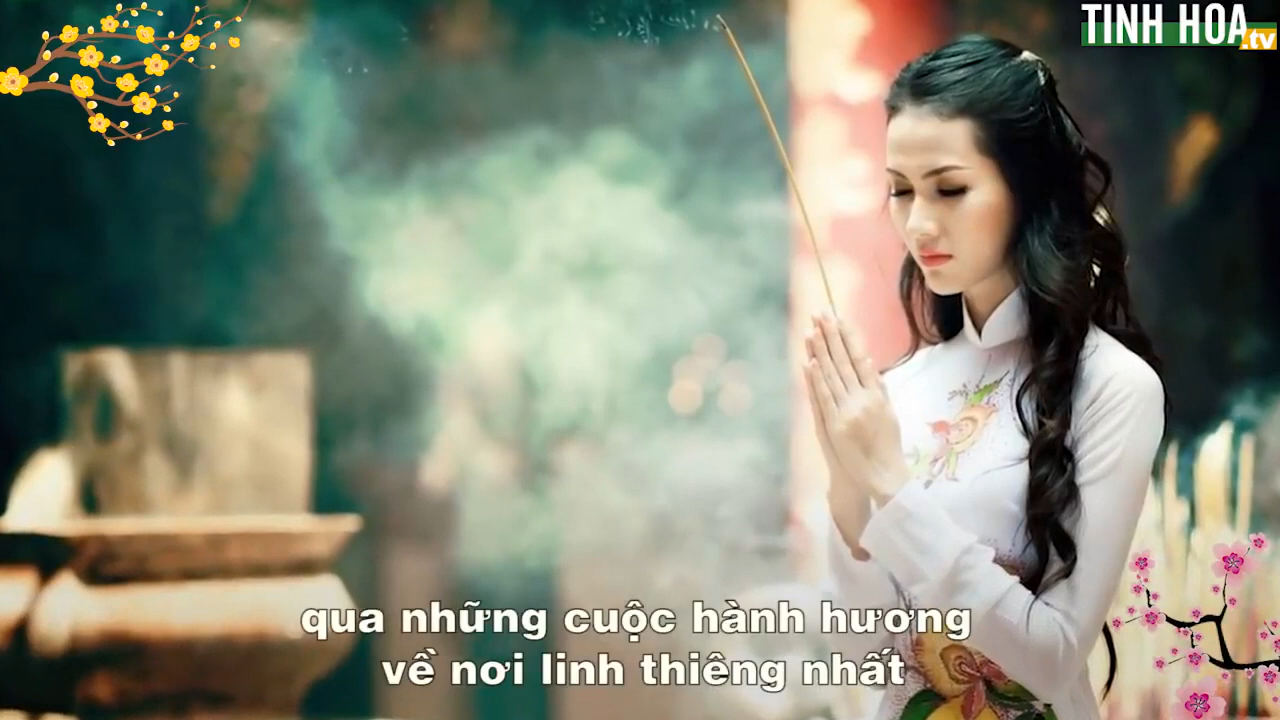 TINH HOA
.tv
qua những cuộc hành hương
về nơi linh thiêng nhất